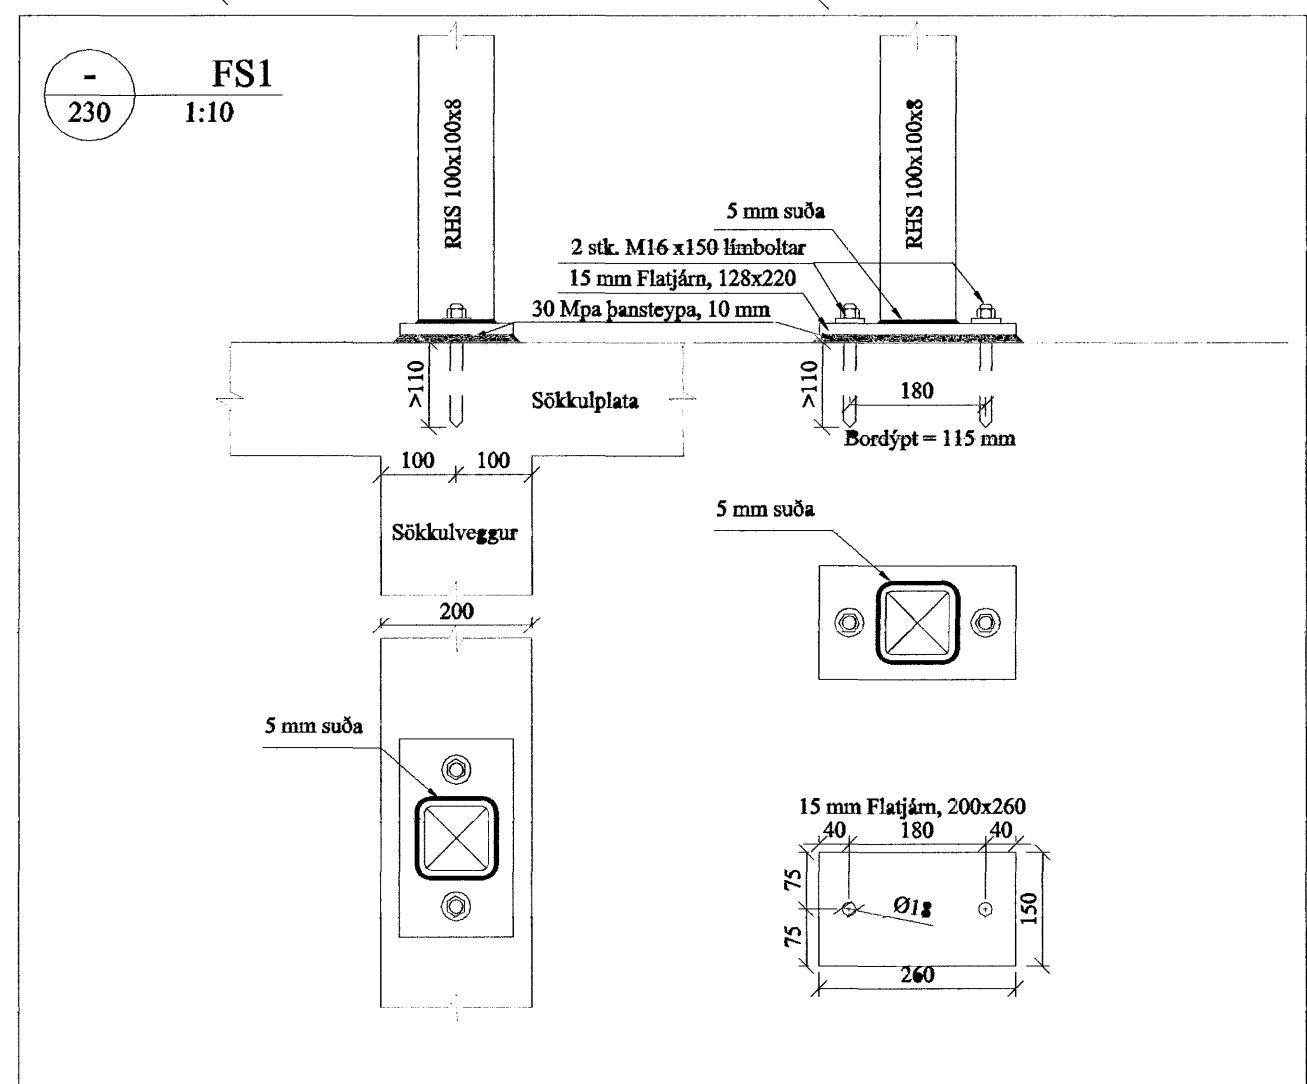 -
FS1
230
1:10
RHS 100x100x8
RHS 100x100x8
5 mm suða
2 stk. M16 x150 límboltar
15 mm Flatjárn, 128x220
30 Mpa þansteypa, 10 mm
>110
Sökkulplata
>110
180
Bordýpt = 115 mm
100
100
Sökkulveggur
5 mm suða
200
5 mm suða
15 mm Flatjárn, 200x260
40
180
40
75
75
150
260